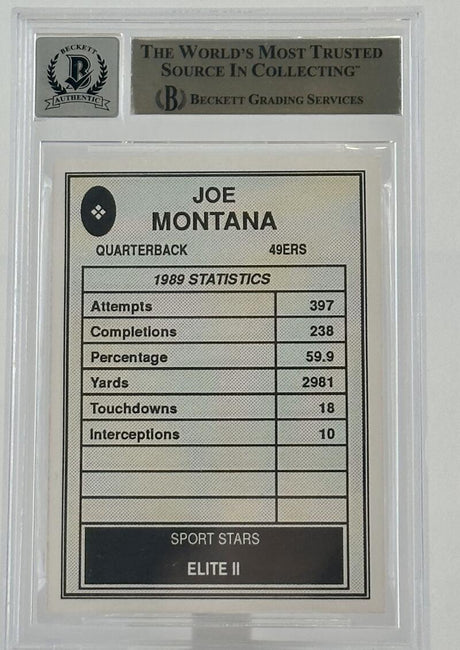 BECKETT
B
AUTHENTIC
THE WORLD'S MOST TRUSTED
SOURCE IN COLLECTING™
B BECKETT GRADING SERVICES
JOE
MONTANA
QUARTERBACK 49ERS
1989 STATISTICS
Attempts 397
Completions 238
Percentage 59.9
Yards 2981
Touchdowns 18
Interceptions 10
SPORT STARS
ELITE II